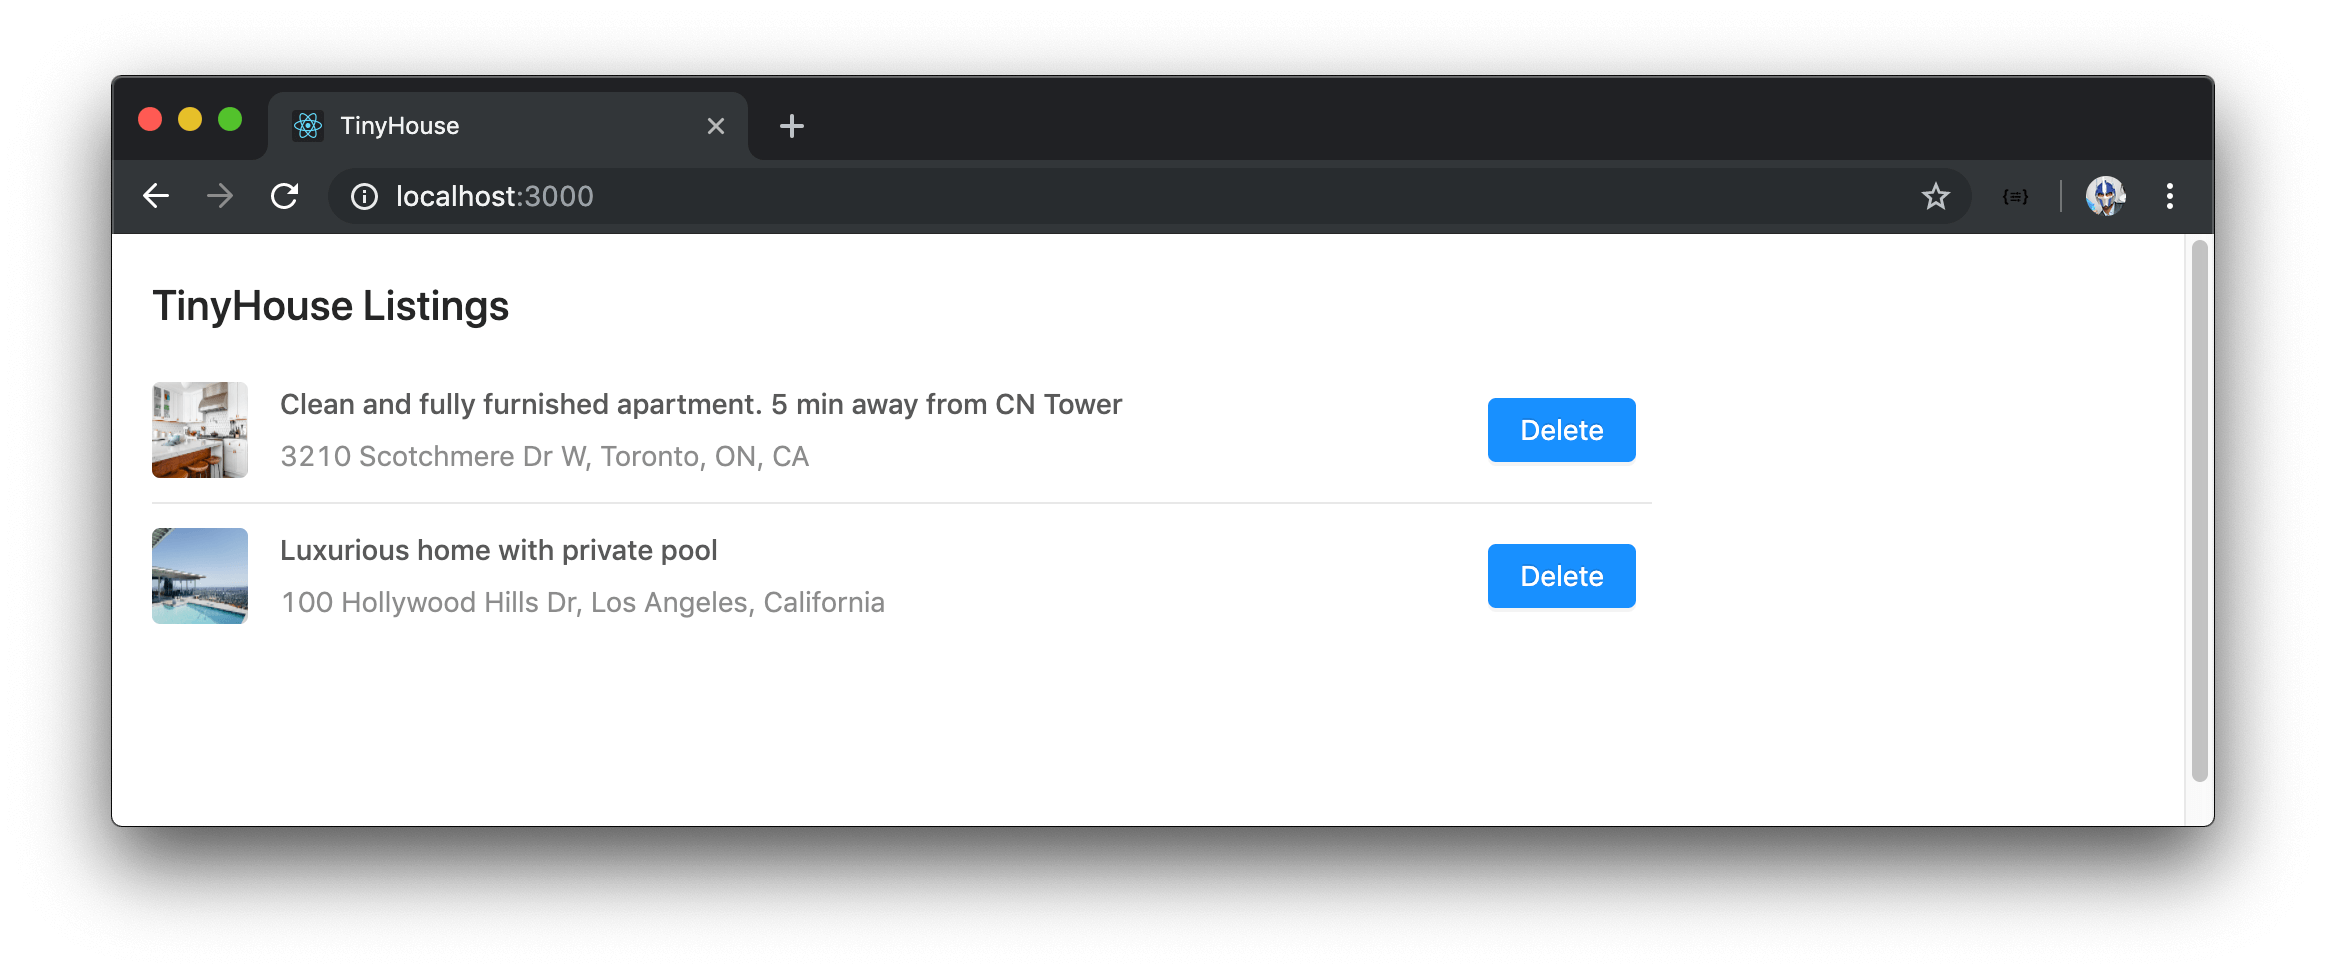 TinyHouse
localhost:3000
{≡}
TinyHouse Listings
Clean and fully furnished apartment. 5 min away from CN Tower
3210 Scotchmere Dr W, Toronto, ON, CA
Delete
Luxurious home with private pool
100 Hollywood Hills Dr, Los Angeles, California
Delete